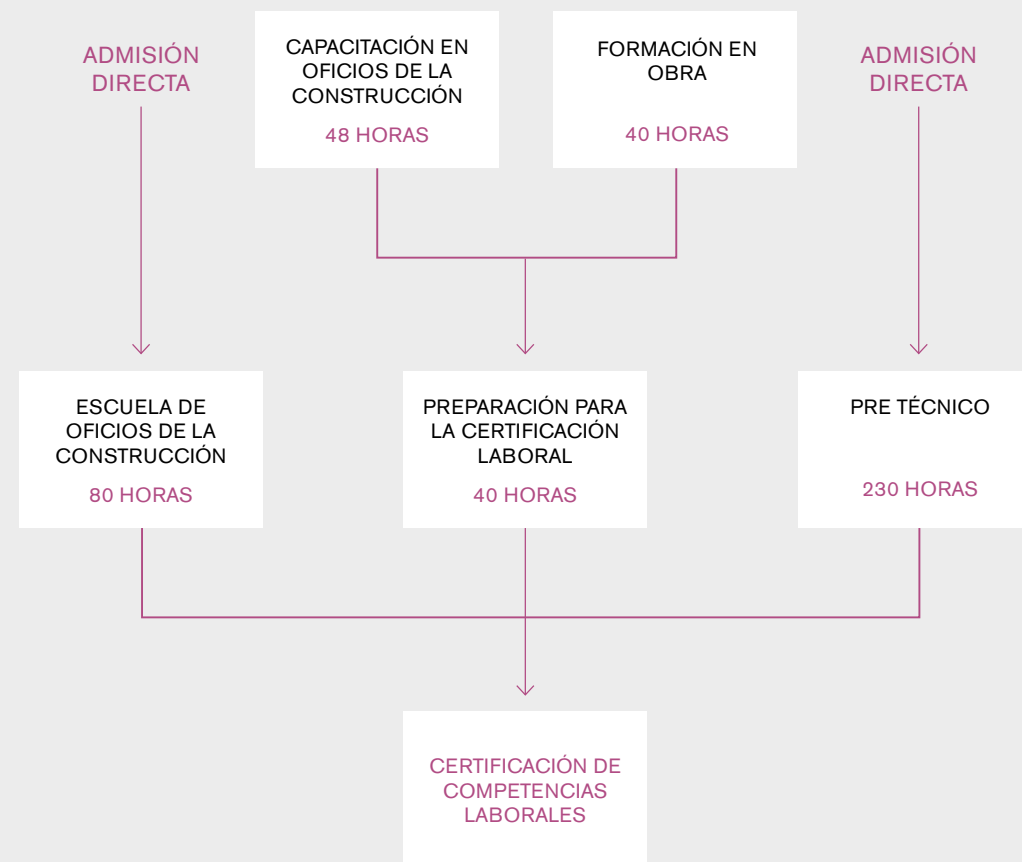 ADMISIÓN
DIRECTA
CAPACITACIÓN EN
OFICIOS DE LA
CONSTRUCCIÓN
48 HORAS
FORMACIÓN EN
OBRA
40 HORAS
ADMISIÓN
DIRECTA
ESCUELA DE
OFICIOS DE LA
CONSTRUCCIÓN
80 HORAS
PREPARACIÓN PARA
LA CERTIFICACIÓN
LABORAL
40 HORAS
PRE TÉCNICO
230 HORAS
CERTIFICACIÓN DE
COMPETENCIAS
LABORALES